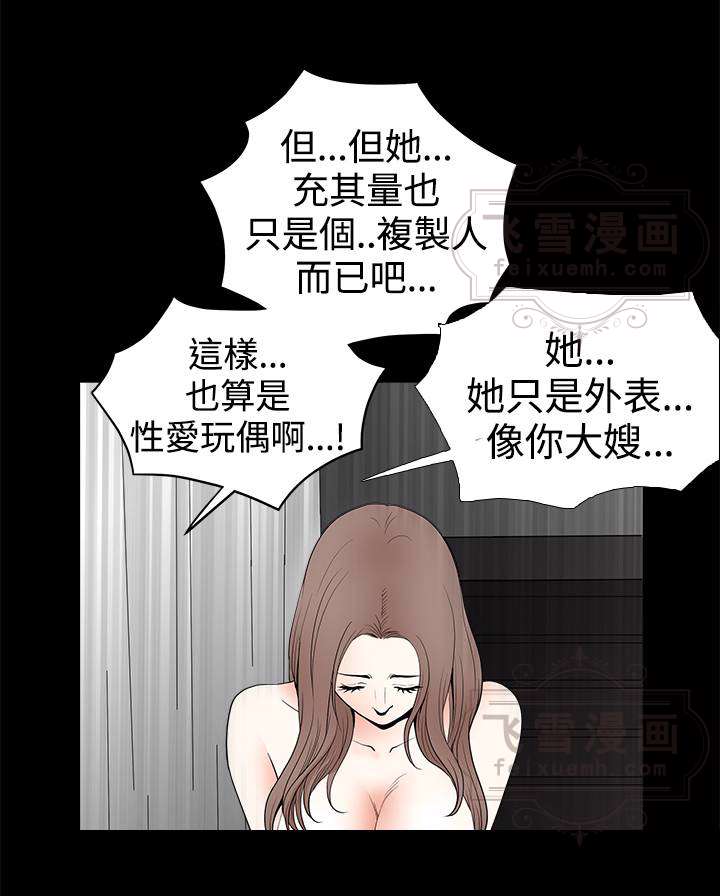 但...但她...
充其量也
只是個..複製人
而已吧...
她...
她只是外表...
像你大嫂...
這樣...
也算是
性愛玩偶啊...!
飞雪漫画
feixuemh.com
飞雪漫画
feixuemh.com